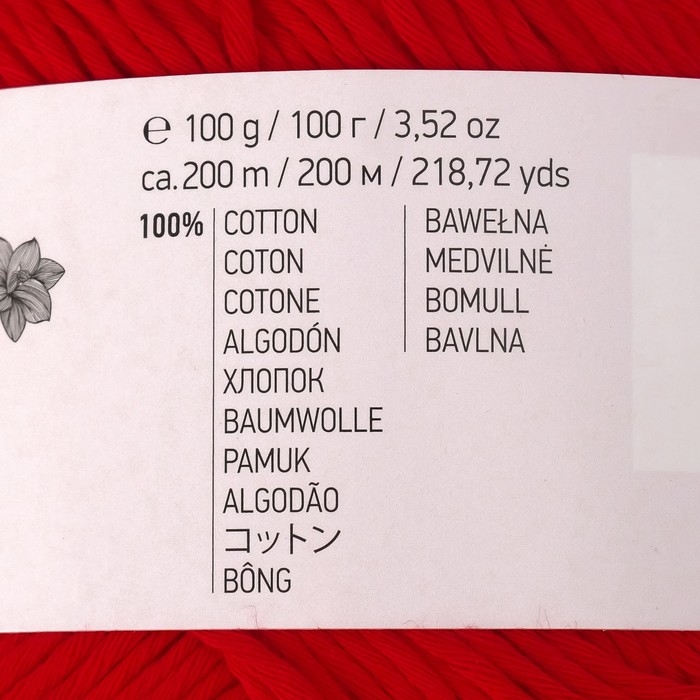 ℮ 100 g / 100 г / 3,52 oz
ca. 200 m / 200 м / 218,72 yds
100%
COTTON
COTON
COTONE
ALGODÓN
ХЛОПОК
BAUMWOLLE
PAMUK
ALGODÃO
コットン
BÔNG
BAWEŁNA
MEDVILNĖ
BOMULL
BAVLNA